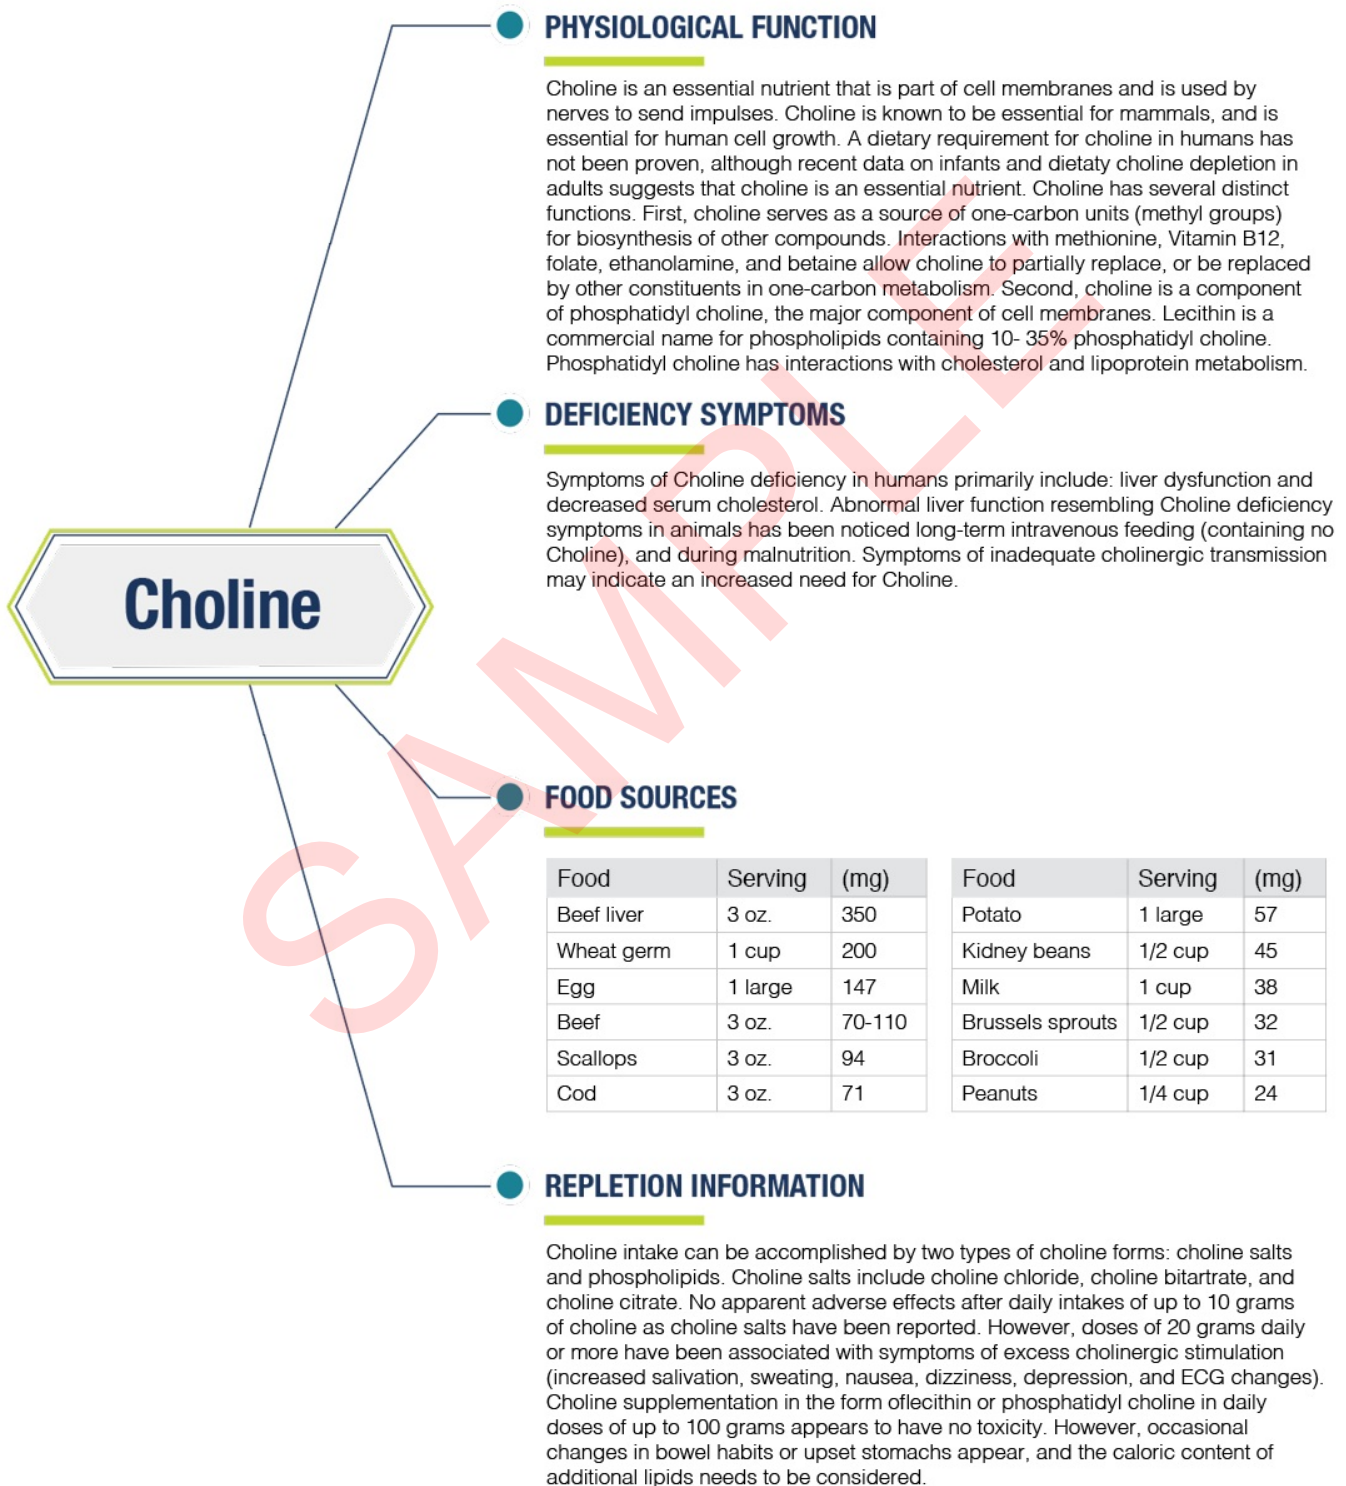 PHYSIOLOGICAL FUNCTION
Choline is an essential nutrient that is part of cell membranes and is used by
nerves to send impulses. Choline is known to be essential for mammals, and is
essential for human cell growth. A dietary requirement for choline in humans has
not been proven, although recent data on infants and dietaty choline depletion in
adults suggests that choline is an essential nutrient. Choline has several distinct
functions. First, choline serves as a source of one-carbon units (methyl groups)
for biosynthesis of other compounds. Interactions with methionine, Vitamin B12,
folate, ethanolamine, and betaine allow choline to partially replace, or be replaced
by other constituents in one-carbon metabolism. Second, choline is a component
of phosphatidyl choline, the major component of cell membranes. Lecithin is a
commercial name for phospholipids containing 10- 35% phosphatidyl choline.
Phosphatidyl choline has interactions with cholesterol and lipoprotein metabolism.
DEFICIENCY SYMPTOMS
Symptoms of Choline deficiency in humans primarily include: liver dysfunction and
decreased serum cholesterol. Abnormal liver function resembling Choline deficiency
symptoms in animals has been noticed long-term intravenous feeding (containing no
Choline), and during malnutrition. Symptoms of inadequate cholinergic transmission
may indicate an increased need for Choline.
Choline
FOOD SOURCES
Food Serving (mg)
Beef liver 3 oz. 350
Wheat germ 1 cup 200
Egg 1 large 147
Beef 3 oz. 70-110
Scallops 3 oz. 94
Cod 3 oz. 71
Food Serving (mg)
Potato 1 large 57
Kidney beans 1/2 cup 45
Milk 1 cup 38
Brussels sprouts 1/2 cup 32
Broccoli 1/2 cup 31
Peanuts 1/4 cup 24
REPLETION INFORMATION
Choline intake can be accomplished by two types of choline forms: choline salts
and phospholipids. Choline salts include choline chloride, choline bitartrate, and
choline citrate. No apparent adverse effects after daily intakes of up to 10 grams
of choline as choline salts have been reported. However, doses of 20 grams daily
or more have been associated with symptoms of excess cholinergic stimulation
(increased salivation, sweating, nausea, dizziness, depression, and ECG changes).
Choline supplementation in the form oflecithin or phosphatidyl choline in daily
doses of up to 100 grams appears to have no toxicity. However, occasional
changes in bowel habits or upset stomachs appear, and the caloric content of
additional lipids needs to be considered.
SAMPLE